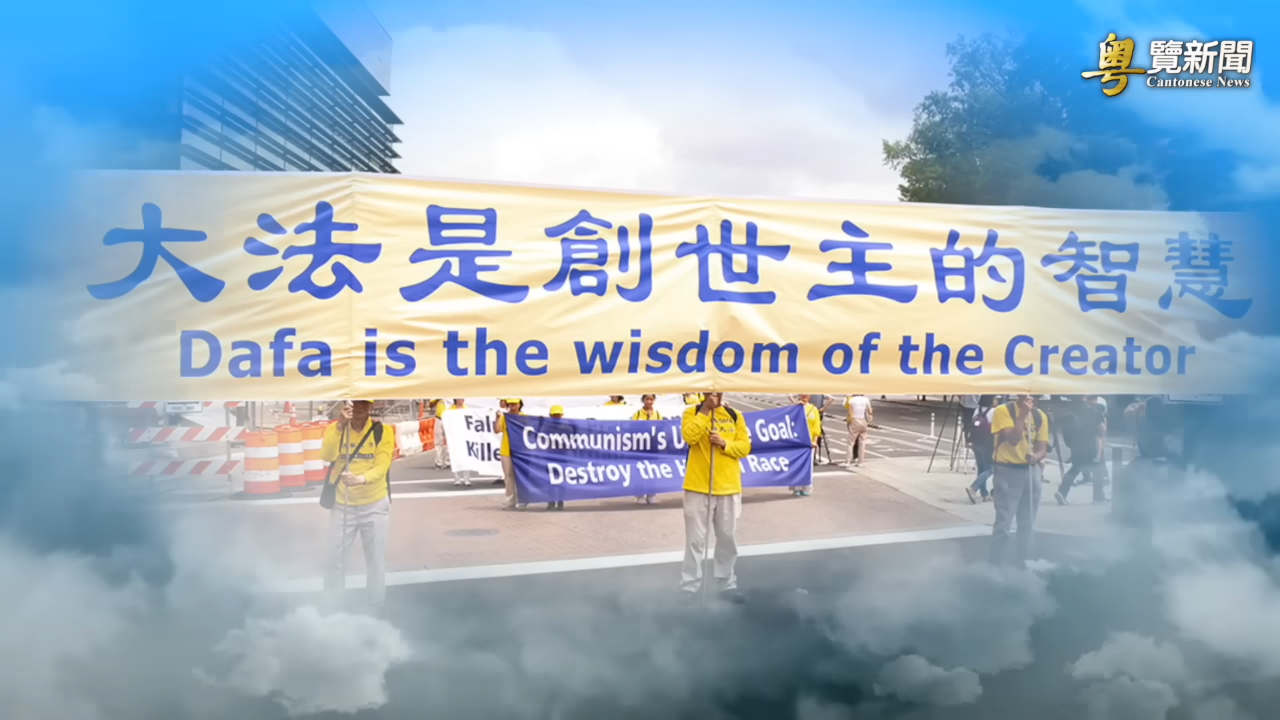 粵覽新聞
Cantonese News
大法是創世主的智慧
Dafa is the wisdom of the Creator
Communism's Goal:
Destroy the Race